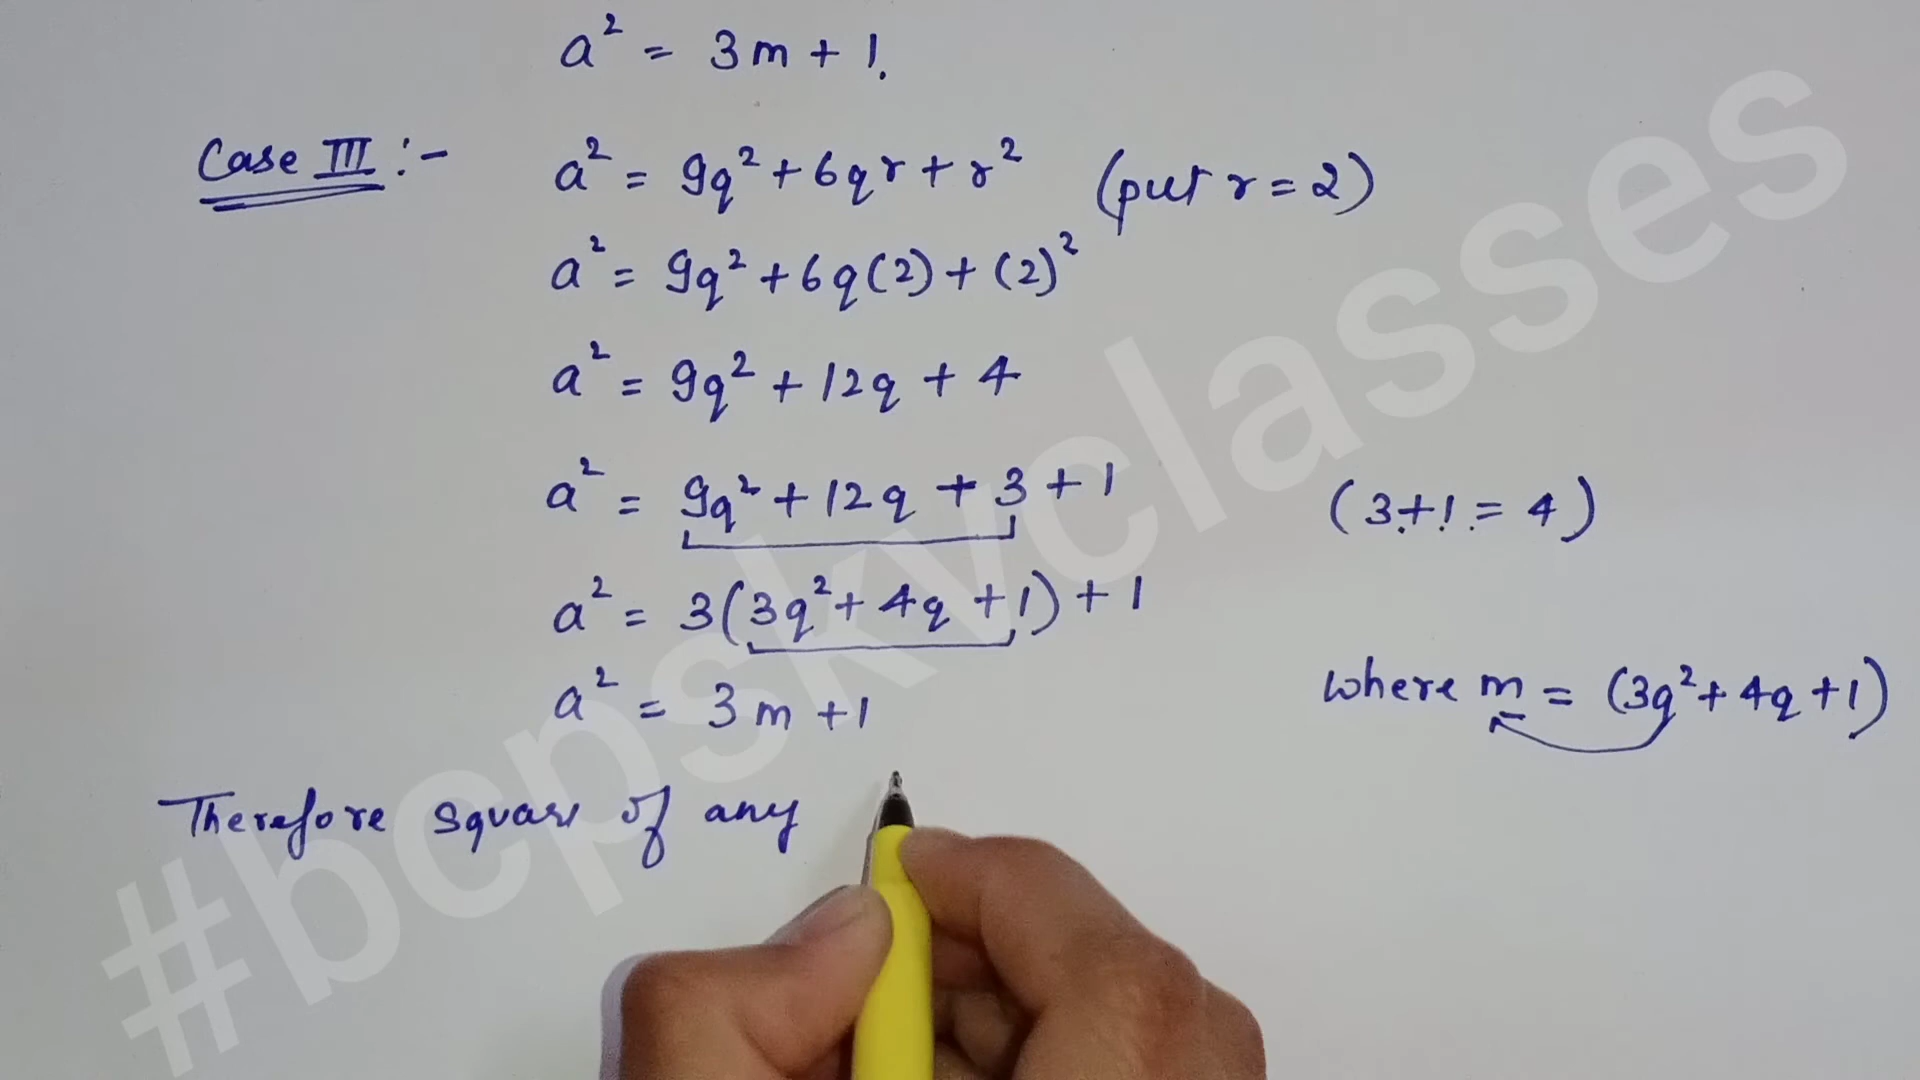 a² = 3m + 1.
Case III :- a² = 9q² + 6qr + r² (put r = 2)
a² = 9q² + 6q(2) + (2)²
a² = 9q² + 12q + 4
a² = 9q² + 12q + 3 + 1 (3+1 = 4)
a² = 3(3q² + 4q + 1) + 1
a² = 3m + 1 where m = (3q² + 4q + 1)
Therefore square of any
#bcpskvclasses